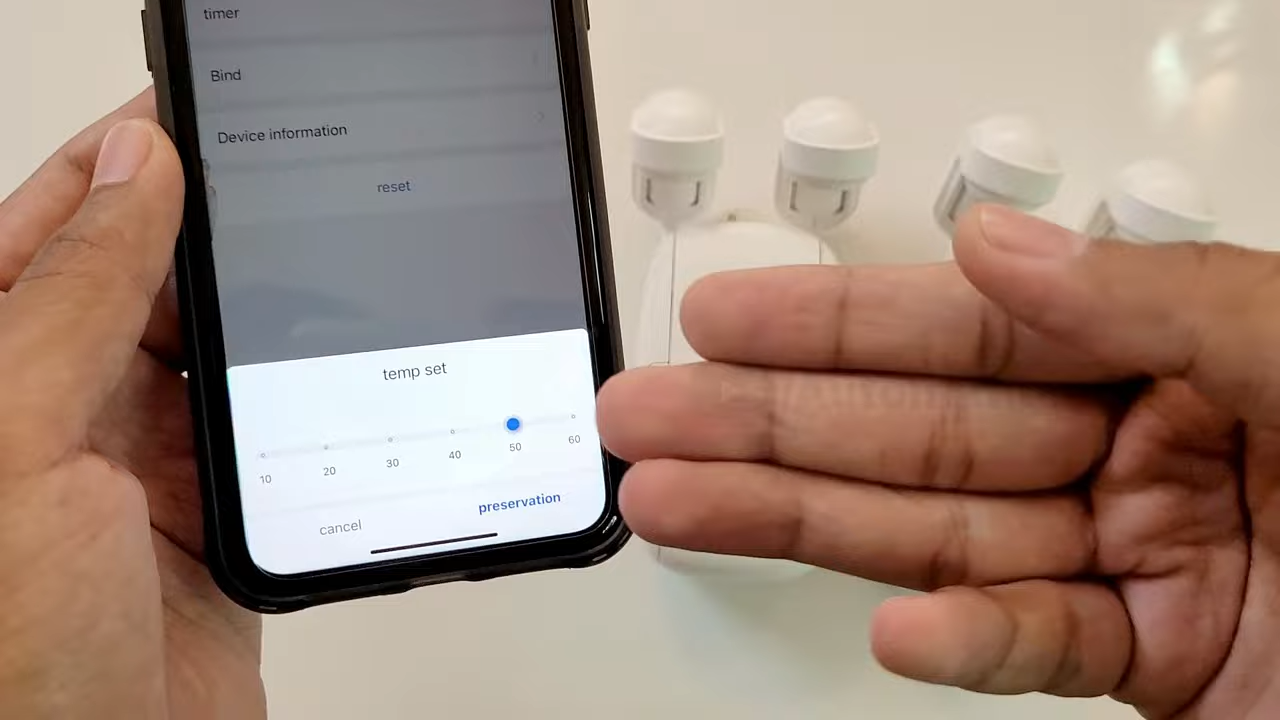 timer
Bind
Device information
reset
temp set
10 20 30 40 50 60
cancel preservation